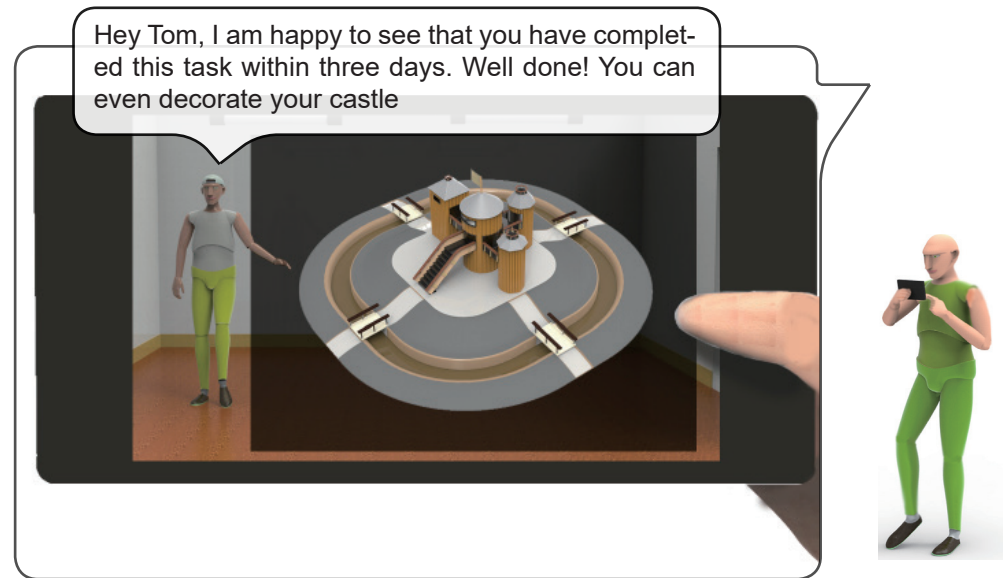 Hey Tom, I am happy to see that you have complet-
ed this task within three days. Well done! You can
even decorate your castle